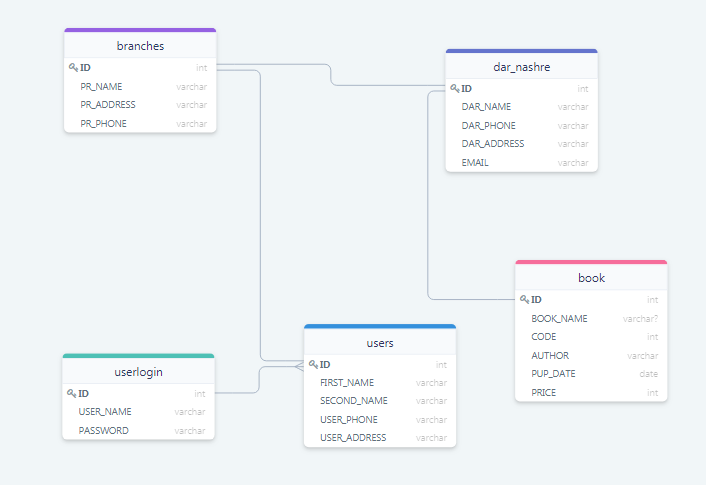 branches
ID int
PR_NAME varchar
PR_ADDRESS varchar
PR_PHONE varchar
dar_nashre
ID int
DAR_NAME varchar
DAR_PHONE varchar
DAR_ADDRESS varchar
EMAIL varchar
book
ID int
BOOK_NAME varchar?
CODE int
AUTHOR varchar
PUP_DATE date
PRICE int
users
ID int
FIRST_NAME varchar
SECOND_NAME varchar
USER_PHONE varchar
USER_ADDRESS varchar
userlogin
ID int
USER_NAME varchar
PASSWORD varchar